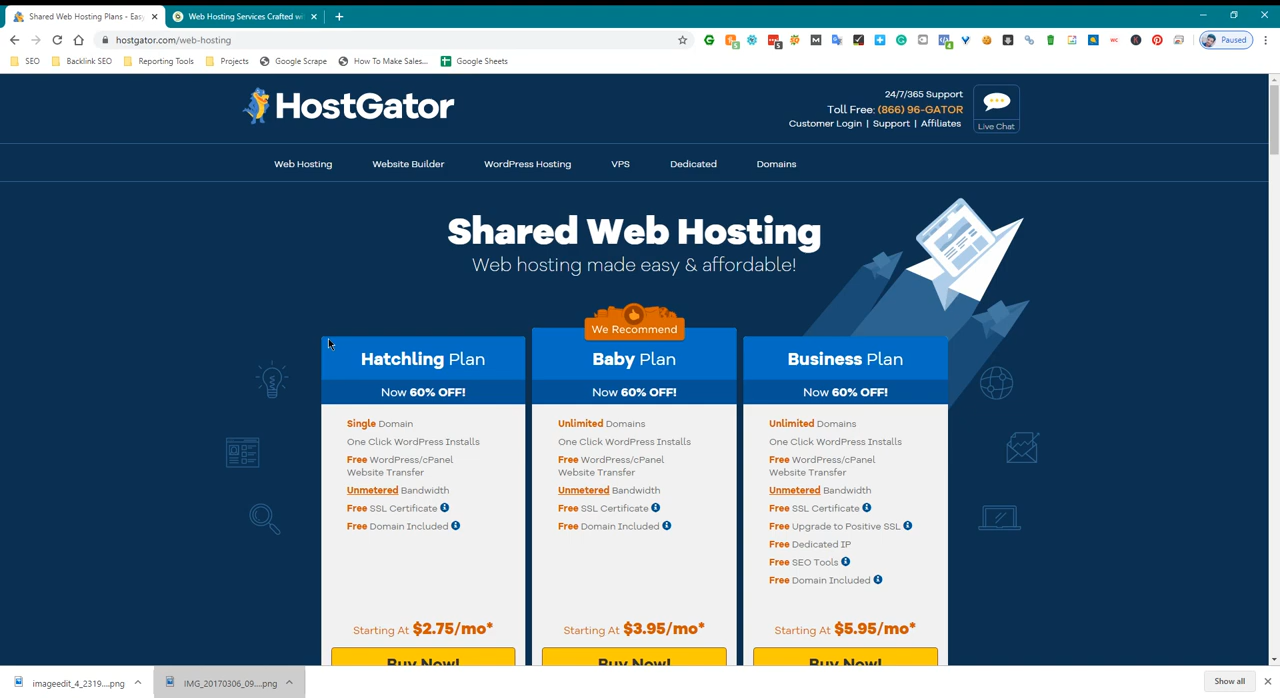 Shared Web Hosting Plans - Eas
Web Hosting Services Crafted wi
hostgator.com/web-hosting
Paused
SEO
Backlink SEO
Reporting Tools
Projects
Google Scrape
How To Make Sales...
Google Sheets
HostGator
24/7/365 Support
Toll Free: (866) 96-GATOR
Customer Login | Support | Affiliates
Live Chat
Web Hosting
Website Builder
WordPress Hosting
VPS
Dedicated
Domains
Shared Web Hosting
Web hosting made easy & affordable!
We Recommend
Hatchling Plan
Now 60% OFF!
Single Domain
One Click WordPress Installs
Free WordPress/cPanel
Website Transfer
Unmetered Bandwidth
Free SSL Certificate
Free Domain Included
Starting At $2.75/mo*
Buy Now!
Baby Plan
Now 60% OFF!
Unlimited Domains
One Click WordPress Installs
Free WordPress/cPanel
Website Transfer
Unmetered Bandwidth
Free SSL Certificate
Free Domain Included
Starting At $3.95/mo*
Buy Now!
Business Plan
Now 60% OFF!
Unlimited Domains
One Click WordPress Installs
Free WordPress/cPanel
Website Transfer
Unmetered Bandwidth
Free SSL Certificate
Free Upgrade to Positive SSL
Free Dedicated IP
Free SEO Tools
Free Domain Included
Starting At $5.95/mo*
Buy Now!
imageedit_4_2319....png
IMG_20170306_09....png
Show all